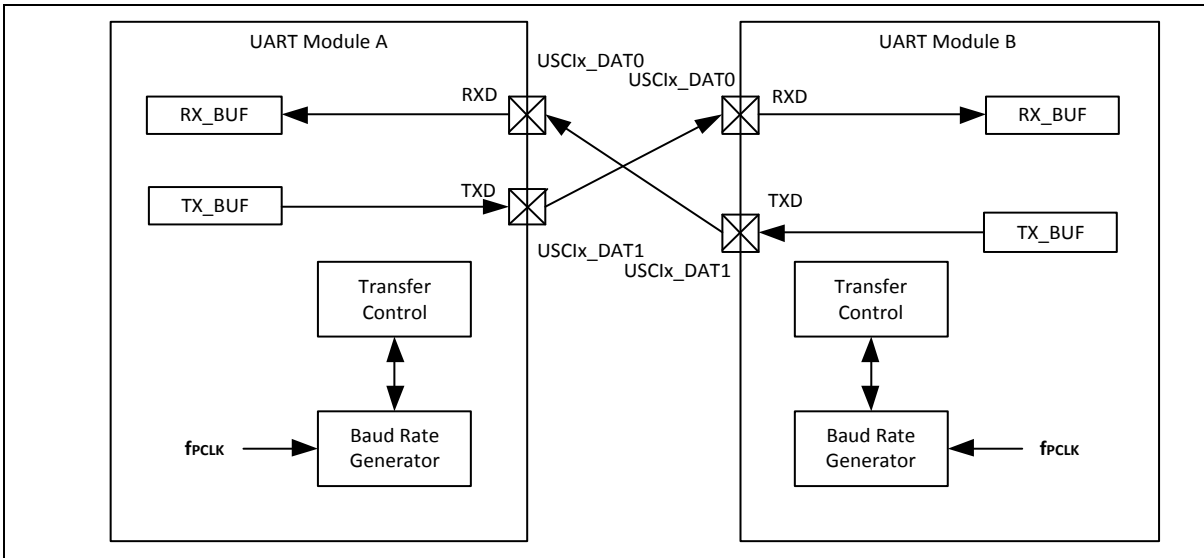 UART Module A
UART Module B
USCIx_DAT0
USCIx_DAT0
RXD
RXD
RX_BUF
RX_BUF
TXD
TXD
TX_BUF
TX_BUF
USCIx_DAT1
USCIx_DAT1
Transfer
Control
Transfer
Control
fPCLK
Baud Rate
Generator
Baud Rate
Generator
fPCLK